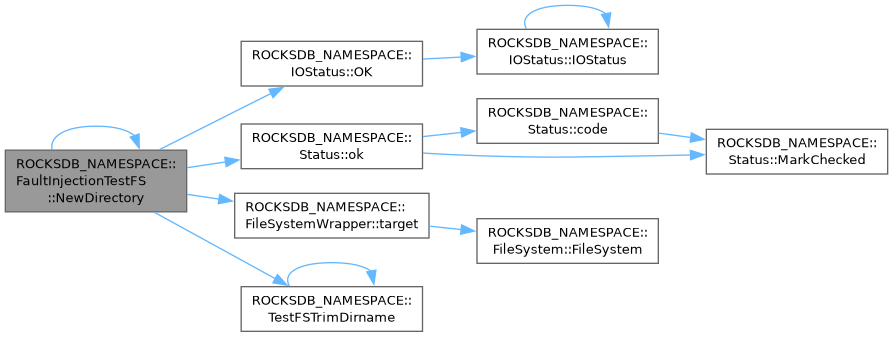 ROCKSDB_NAMESPACE::
FaultInjectionTestFS
::NewDirectory
ROCKSDB_NAMESPACE::
IOStatus::OK
ROCKSDB_NAMESPACE::
IOStatus::IOStatus
ROCKSDB_NAMESPACE::
Status::ok
ROCKSDB_NAMESPACE::
Status::code
ROCKSDB_NAMESPACE::
Status::MarkChecked
ROCKSDB_NAMESPACE::
FileSystemWrapper::target
ROCKSDB_NAMESPACE::
FileSystem::FileSystem
ROCKSDB_NAMESPACE::
TestFSTrimDirname